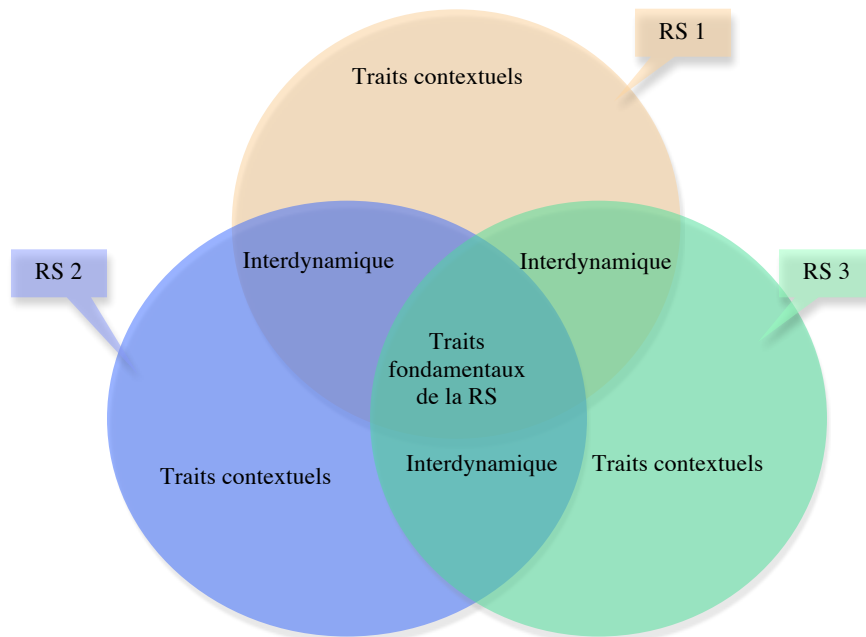 RS 1
Traits contextuels
RS 2
Interdynamique
Interdynamique
RS 3
Traits
fondamentaux
de la RS
Traits contextuels
Interdynamique
Traits contextuels